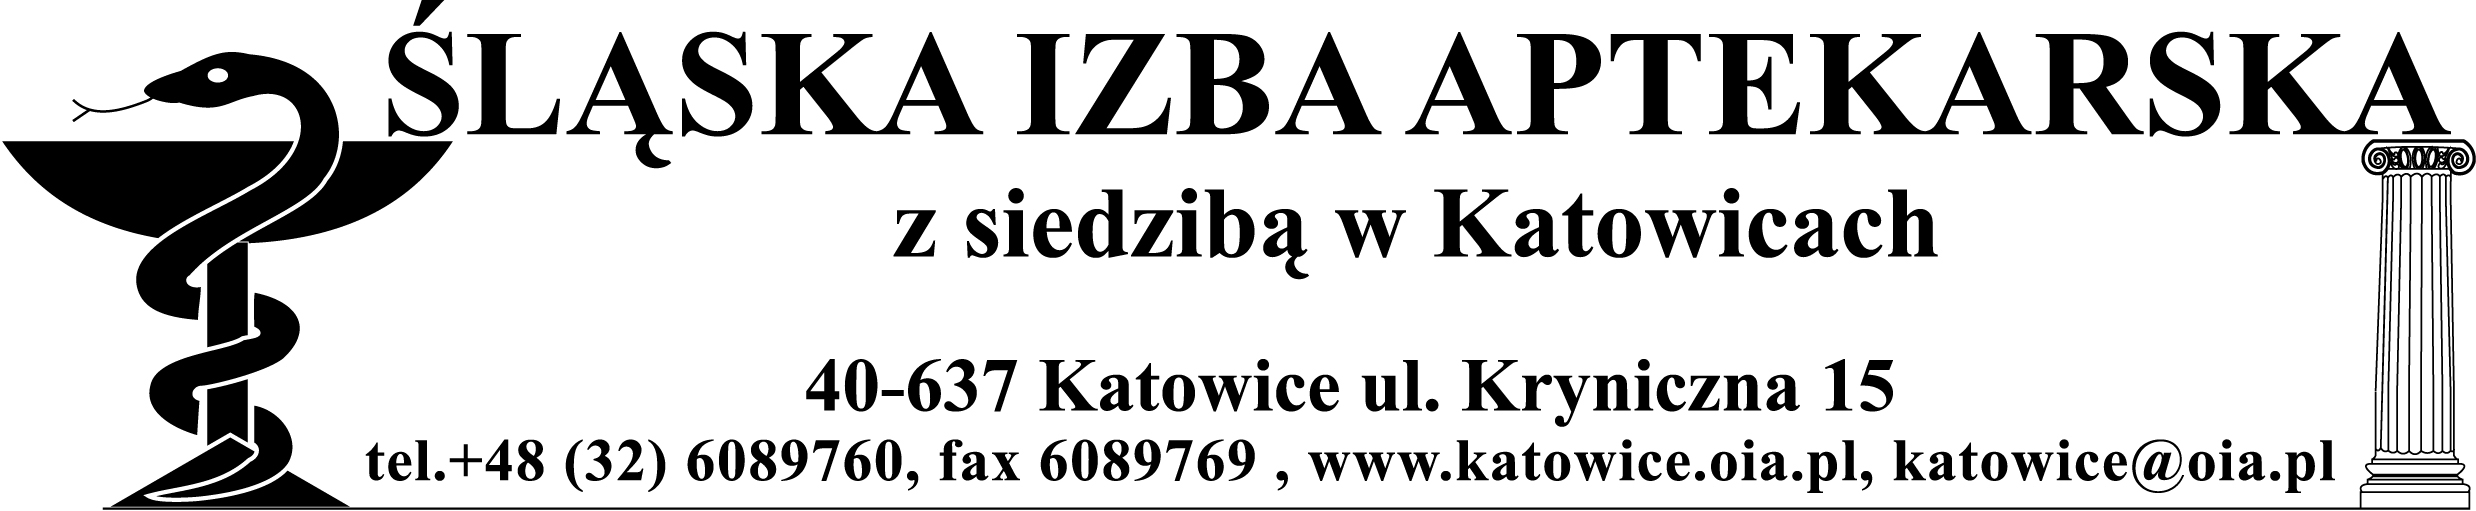 ŚLĄSKA IZBA APTEKARSKA
z siedzibą w Katowicach
40-637 Katowice ul. Kryniczna 15
tel.+48 (32) 6089760, fax 6089769 , www.katowice.oia.pl, katowice@oia.pl